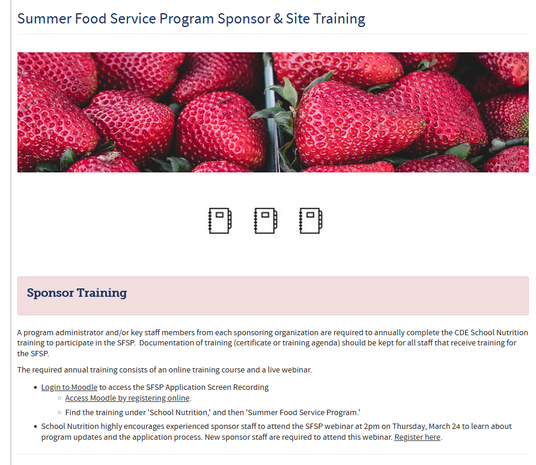 Summer Food Service Program Sponsor & Site Training
Sponsor Training
A program administrator and/or key staff members from each sponsoring organization are required to annually complete the CDE School Nutrition
training to participate in the SFSP.  Documentation of training (certificate or training agenda) should be kept for all staff that receive training for
the SFSP.
The required annual training consists of an online training course and a live webinar.
Login to Moodle to access the SFSP Application Screen Recording
Access Moodle by registering online.
Find the training under 'School Nutrition,' and then 'Summer Food Service Program.'
School Nutrition highly encourages experienced sponsor staff to attend the SFSP webinar at 2pm on Thursday, March 24 to learn about
program updates and the application process. New sponsor staff are required to attend this webinar. Register here.